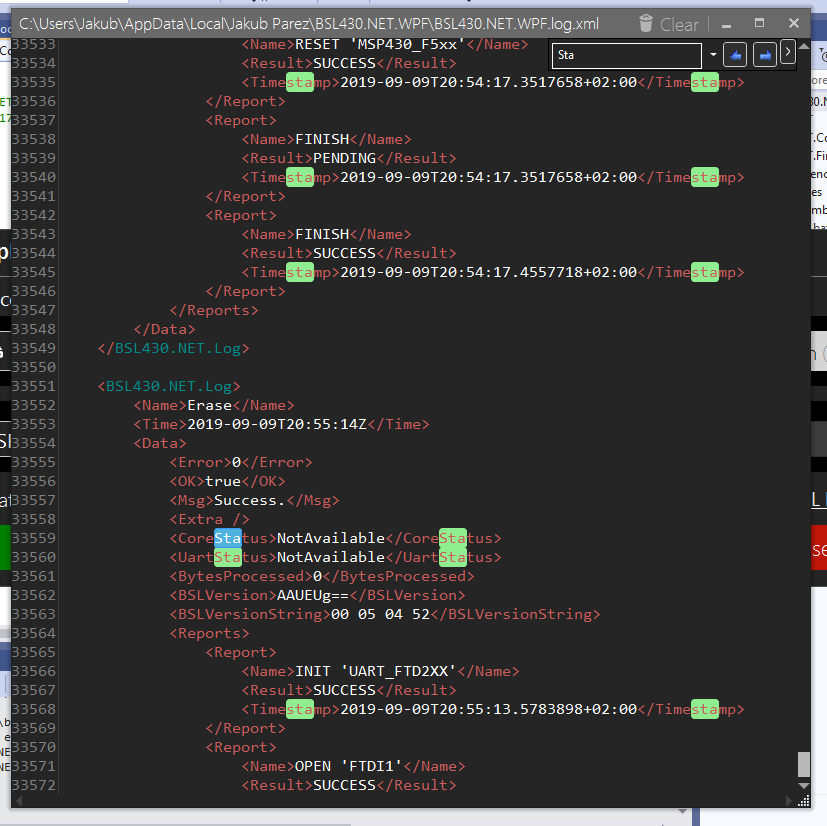 C:\Users\Jakub\AppData\Local\Jakub Parez\BSL430.NET.WPF\BSL430.NET.WPF.log.xml Clear
Sta
33533 <Name>RESET 'MSP430_F5xx'</Name>
33534 <Result>SUCCESS</Result>
33535 <Timestamp>2019-09-09T20:54:17.3517658+02:00</Timestamp>
33536 </Report>
33537 <Report>
33538 <Name>FINISH</Name>
33539 <Result>PENDING</Result>
33540 <Timestamp>2019-09-09T20:54:17.3517658+02:00</Timestamp>
33541 </Report>
33542 <Report>
33543 <Name>FINISH</Name>
33544 <Result>SUCCESS</Result>
33545 <Timestamp>2019-09-09T20:54:17.4557718+02:00</Timestamp>
33546 </Report>
33547 </Reports>
33548 </Data>
33549 </BSL430.NET.Log>
33550
33551 <BSL430.NET.Log>
33552 <Name>Erase</Name>
33553 <Time>2019-09-09T20:55:14Z</Time>
33554 <Data>
33555 <Error>0</Error>
33556 <OK>true</OK>
33557 <Msg>Success.</Msg>
33558 <Extra />
33559 <CoreStatus>NotAvailable</CoreStatus>
33560 <UartStatus>NotAvailable</UartStatus>
33561 <BytesProcessed>0</BytesProcessed>
33562 <BSLVersion>AAUEUg==</BSLVersion>
33563 <BSLVersionString>00 05 04 52</BSLVersionString>
33564 <Reports>
33565 <Report>
33566 <Name>INIT 'UART_FTD2XX'</Name>
33567 <Result>SUCCESS</Result>
33568 <Timestamp>2019-09-09T20:55:13.5783898+02:00</Timestamp>
33569 </Report>
33570 <Report>
33571 <Name>OPEN 'FTDI1'</Name>
33572 <Result>SUCCESS</Result>